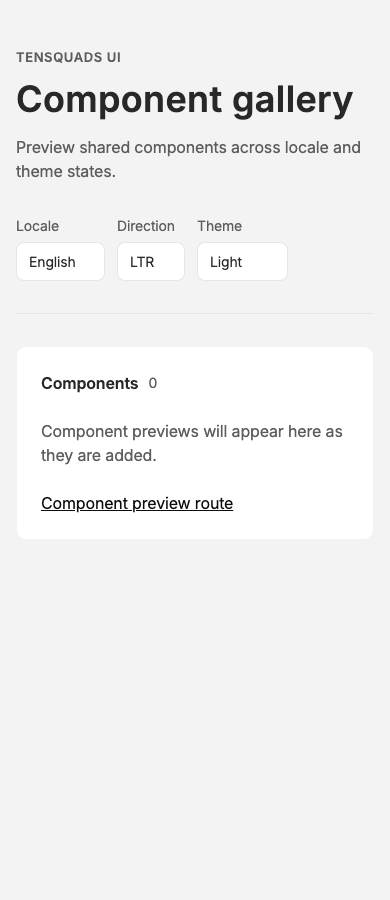 TENSQUADS UI
Component gallery
Preview shared components across locale and
theme states.
Locale Direction Theme
English LTR Light
Components 0
Component previews will appear here as
they are added.
Component preview route